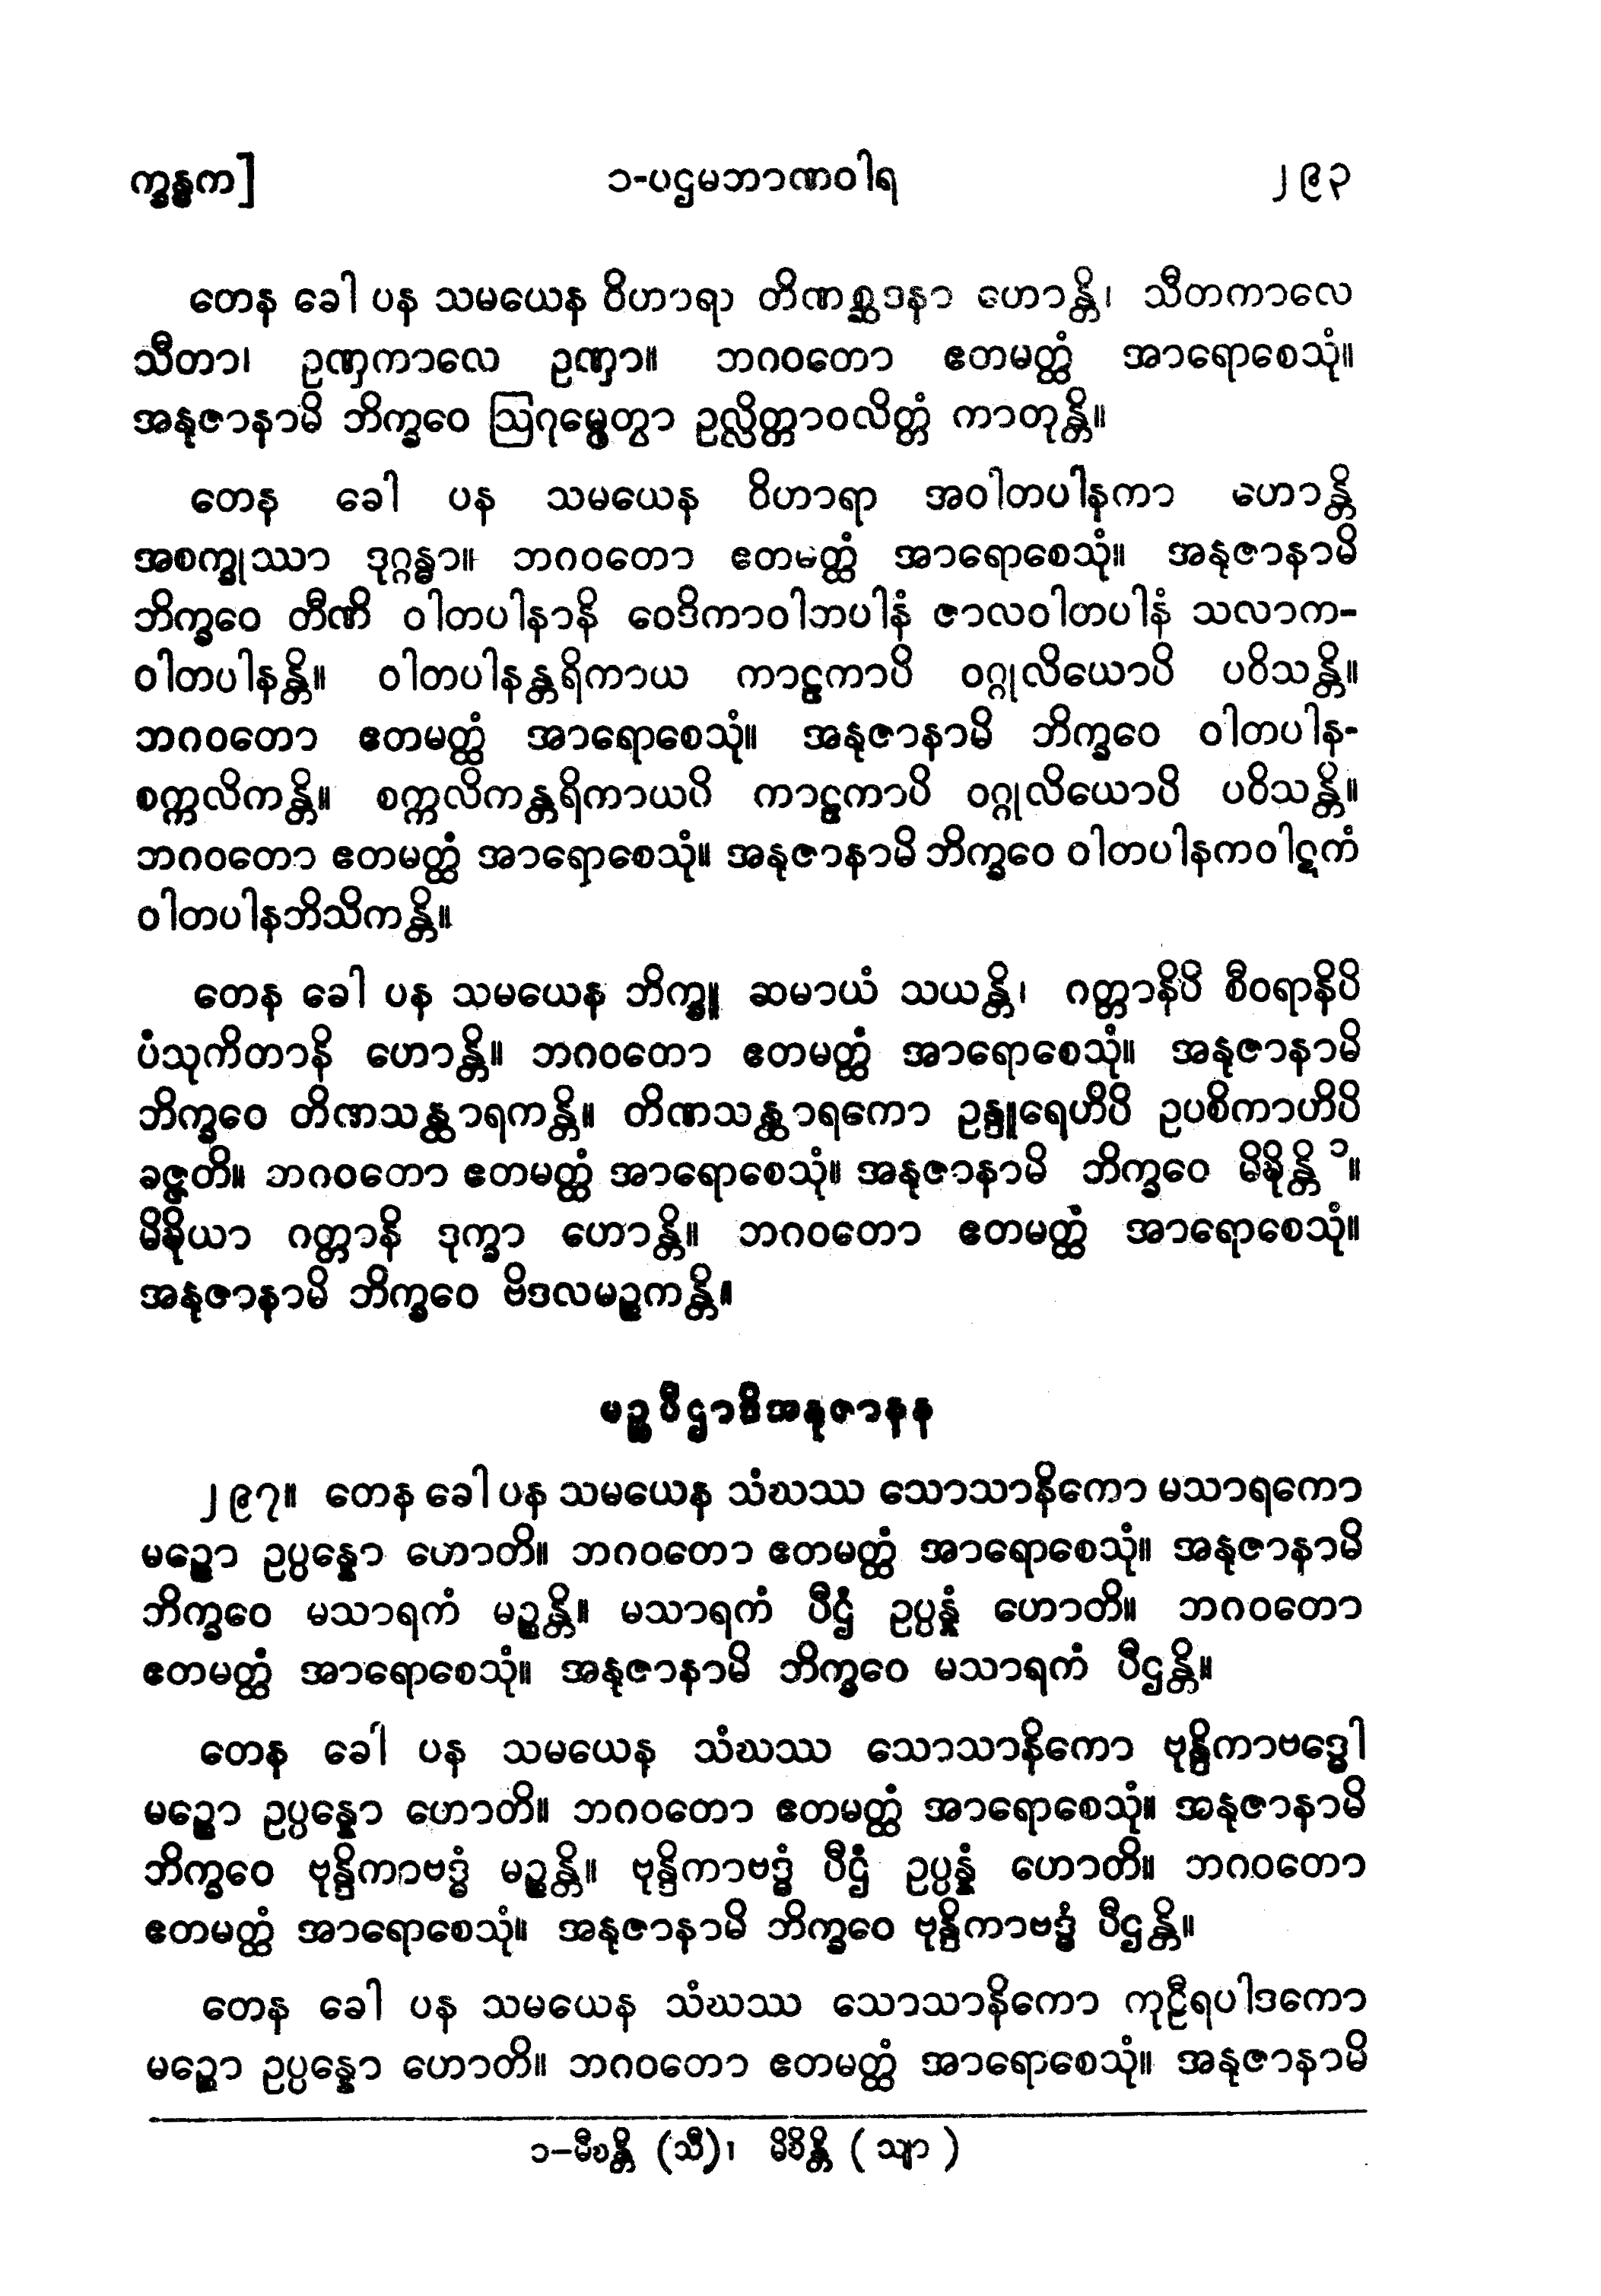 က္ခန္ဓက]
၁-ပဌမဘာဏဝါရ
၂၉၃
တေန ခေါ ပန သမယေန ဝိဟာရာ တိဏစ္ဆဒနာ ဟောန္တိ၊ သီတကာလေ
သီတာ၊ ဥဏှကာလေ ဥဏှာ။ ဘဂဝတော ဧတမတ္ထံ အာရောစေသုံ။
အနုဇာနာမိ ဘိက္ခဝေ ဩဂုမ္ဖေတွာ ဥလ္လိတ္တာဝလိတ္တံ ကာတုန္တိ။
တေန ခေါ ပန သမယေန ဝိဟာရာ အဝါတပါနကာ ဟောန္တိ
အစက္ခုဿာ ဒုဂ္ဂန္ဓာ။ ဘဂဝတော ဧတမတ္ထံ အာရောစေသုံ။ အနုဇာနာမိ
ဘိက္ခဝေ တီဏိ ဝါတပါနာနိ ဝေဒိကာဝါဘပါနံ ဇာလဝါတပါနံ သလာက-
ဝါတပါနန္တိ။ ဝါတပါနန္တရိကာယ ကာဠကာပိ ဝဂ္ဂုလိယောပိ ပဝိသန္တိ။
ဘဂဝတော ဧတမတ္ထံ အာရောစေသုံ။ အနုဇာနာမိ ဘိက္ခဝေ ဝါတပါန-
စက္ကလိကန္တိ။ စက္ကလိကန္တရိကာယပိ ကာဠကာပိ ဝဂ္ဂုလိယောပိ ပဝိသန္တိ။
ဘဂဝတော ဧတမတ္ထံ အာရောစေသုံ။ အနုဇာနာမိ ဘိက္ခဝေ ဝါတပါနကဝါဋကံ
ဝါတပါနဘိသိကန္တိ။
တေန ခေါ ပန သမယေန ဘိက္ခူ ဆမာယံ သယန္တိ၊ ဂတ္တာနိပိ စီဝရာနိပိ
ပံသုကိတာနိ ဟောန္တိ။ ဘဂဝတော ဧတမတ္ထံ အာရောစေသုံ။ အနုဇာနာမိ
ဘိက္ခဝေ တိဏသန္ထာရကန္တိ။ တိဏသန္ထာရကော ဥန္ဒူရေဟိပိ ဥပစိကာဟိပိ
ခဇ္ဇတိ။ ဘဂဝတော ဧတမတ္ထံ အာရောစေသုံ။ အနုဇာနာမိ ဘိက္ခဝေ မိဍ္ဎိန္တိ ၁။
မိဍ္ဎိယာ ဂတ္တာနိ ဒုက္ခာ ဟောန္တိ။ ဘဂဝတော ဧတမတ္ထံ အာရောစေသုံ။
အနုဇာနာမိ ဘိက္ခဝေ ဗိဒလမဉ္စကန္တိ။
မဉ္စပီဌာဒိအနုဇာနန
၂၉၇။ တေန ခေါ ပန သမယေန သံဃဿ သောသာနိကော မသာရကော
မဉ္စော ဥပ္ပန္နော ဟောတိ။ ဘဂဝတော ဧတမတ္ထံ အာရောစေသုံ။ အနုဇာနာမိ
ဘိက္ခဝေ မသာရကံ မဉ္စန္တိ။ မသာရကံ ပီဌံ ဥပ္ပန္နံ ဟောတိ။ ဘဂဝတော
ဧတမတ္ထံ အာရောစေသုံ။ အနုဇာနာမိ ဘိက္ခဝေ မသာရကံ ပီဌန္တိ။
တေန ခေါ ပန သမယေန သံဃဿ သောသာနိကော ဗုန္ဒိကာဗဒ္ဓေါ
မဉ္စော ဥပ္ပန္နော ဟောတိ။ ဘဂဝတော ဧတမတ္ထံ အာရောစေသုံ။ အနုဇာနာမိ
ဘိက္ခဝေ ဗုန္ဒိကာဗဒ္ဓံ မဉ္စန္တိ။ ဗုန္ဒိကာဗဒ္ဓံ ပီဌံ ဥပ္ပန္နံ ဟောတိ။ ဘဂဝတော
ဧတမတ္ထံ အာရောစေသုံ။ အနုဇာနာမိ ဘိက္ခဝေ ဗုန္ဒိကာဗဒ္ဓံ ပီဌန္တိ။
တေန ခေါ ပန သမယေန သံဃဿ သောသာနိကော ကုဠီရပါဒကော
မဉ္စော ဥပ္ပန္နော ဟောတိ။ ဘဂဝတော ဧတမတ္ထံ အာရောစေသုံ။ အနုဇာနာမိ
၁-မီဎန္တိ (သီ)၊ မိဎိန္တိ (သျာ)